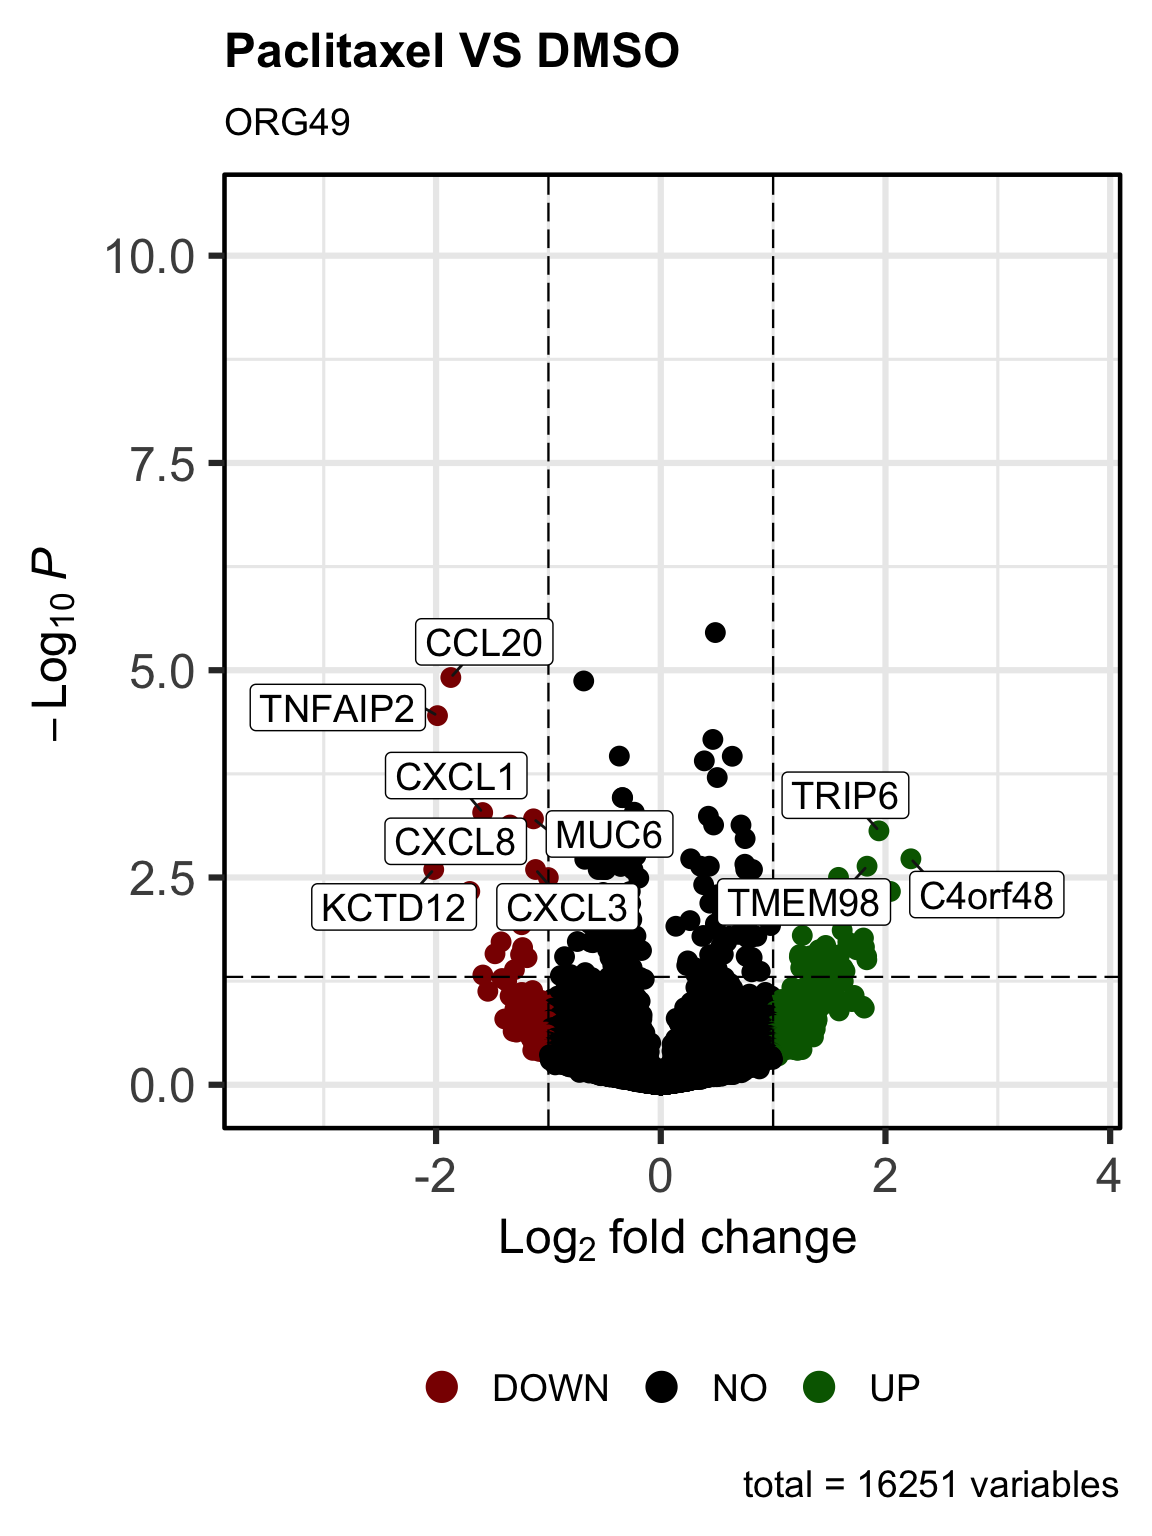 Paclitaxel VS DMSO
ORG49
10.0
7.5
5.0
2.5
0.0
−Log₁₀ P
CCL20
TNFAIP2
CXCL1
TRIP6
CXCL8
MUC6
KCTD12
CXCL3
TMEM98
C4orf48
-2
0
2
4
Log₂ fold change
DOWN
NO
UP
total = 16251 variables